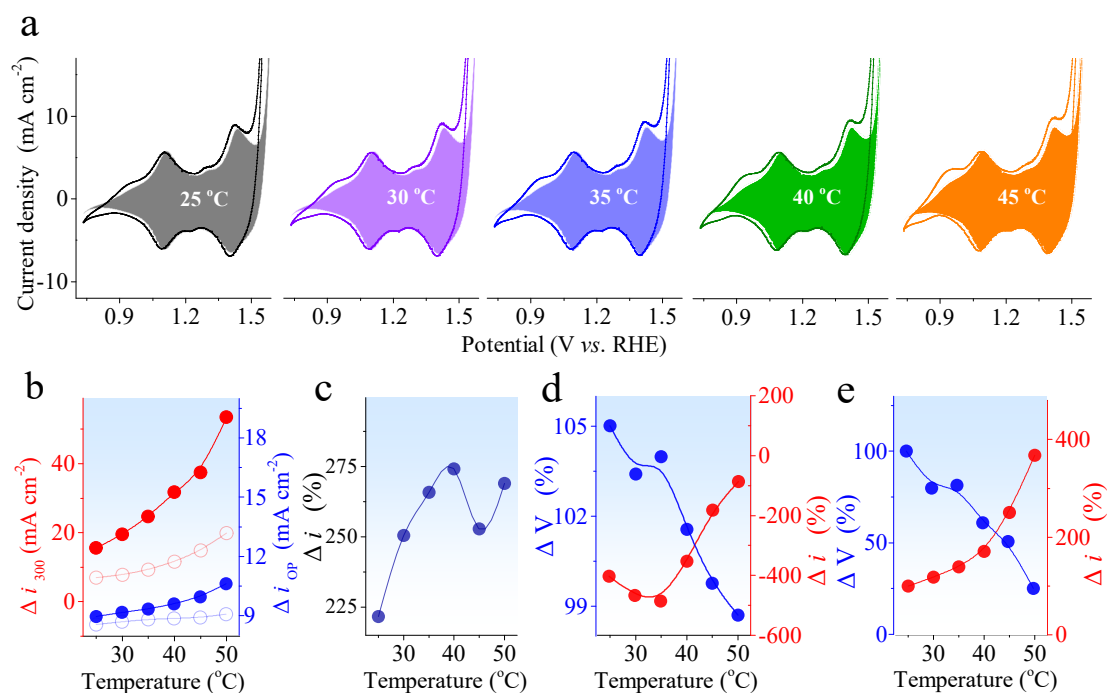 a
Current density (mA cm-2)
10
0
-10
25 °C
30 °C
35 °C
40 °C
45 °C
0.9 1.2 1.5 0.9 1.2 1.5 0.9 1.2 1.5 0.9 1.2 1.5 0.9 1.2 1.5
Potential (V vs. RHE)
b
Δ i 300 (mA cm-2)
40
20
0
18
15
12
9
Δ i OP (mA cm-2)
30 40 50
Temperature (°C)
c
Δ i (%)
275
250
225
30 40 50
Temperature (°C)
d
Δ V (%)
105
102
99
200
0
-200
-400
-600
Δ i (%)
30 40 50
Temperature (°C)
e
Δ V (%)
100
75
50
25
0
400
200
0
Δ i (%)
30 40 50
Temperature (°C)